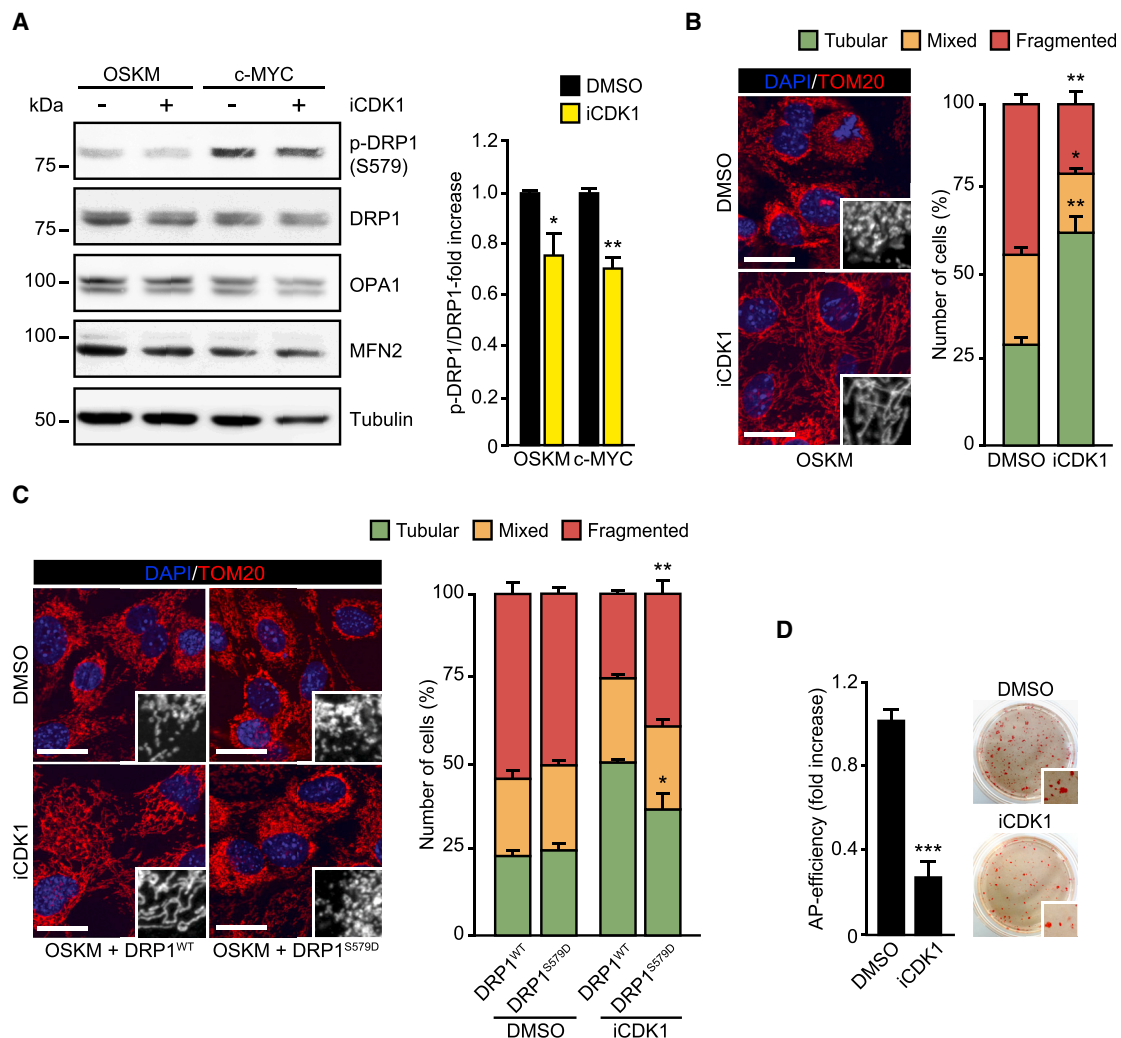 A
OSKM c-MYC
kDa - + - + iCDK1
75 p-DRP1 (S579)
75 DRP1
100 OPA1
100 MFN2
50 Tubulin
DMSO
iCDK1
p-DRP1/DRP1-fold increase
1.2
1.0
0.8
0.6
0.4
0.2
0
* **
OSKM c-MYC
B
Tubular Mixed Fragmented
DAPI/TOM20
DMSO
iCDK1
OSKM
Number of cells (%)
100
75
50
25
0
**
*
**
DMSO iCDK1
C
Tubular Mixed Fragmented
DAPI/TOM20
DMSO
iCDK1
OSKM + DRP1WT OSKM + DRP1S579D
Number of cells (%)
100
75
50
25
0
**
*
DRP1WT DRP1S579D DRP1WT DRP1S579D
DMSO iCDK1
D
AP-efficiency (fold increase)
1.2
0.8
0.4
0
***
DMSO iCDK1
DMSO
iCDK1